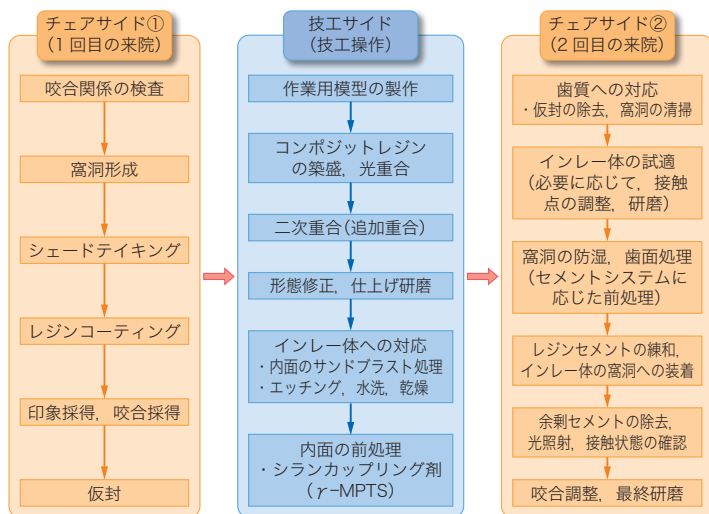 チェアサイド①
(1回目の来院)
咬合関係の検査
窩洞形成
シェードテイキング
レジンコーティング
印象採得，咬合採得
仮封
技工サイド
(技工操作)
作業用模型の製作
コンポジットレジン
の築盛，光重合
二次重合(追加重合)
形態修正，仕上げ研磨
インレー体への対応
・内面のサンドブラスト処理
・エッチング，水洗，乾燥
内面の前処理
・シランカップリング剤
(γ-MPTS)
チェアサイド②
(2回目の来院)
歯質への対応
・仮封の除去，窩洞の清掃
インレー体の試適
(必要に応じて，接触
点の調整，研磨)
窩洞の防湿，歯面処理
(セメントシステムに
応じた前処理)
レジンセメントの練和，
インレー体の窩洞への装着
余剰セメントの除去，
光照射，接触状態の確認
咬合調整，最終研磨